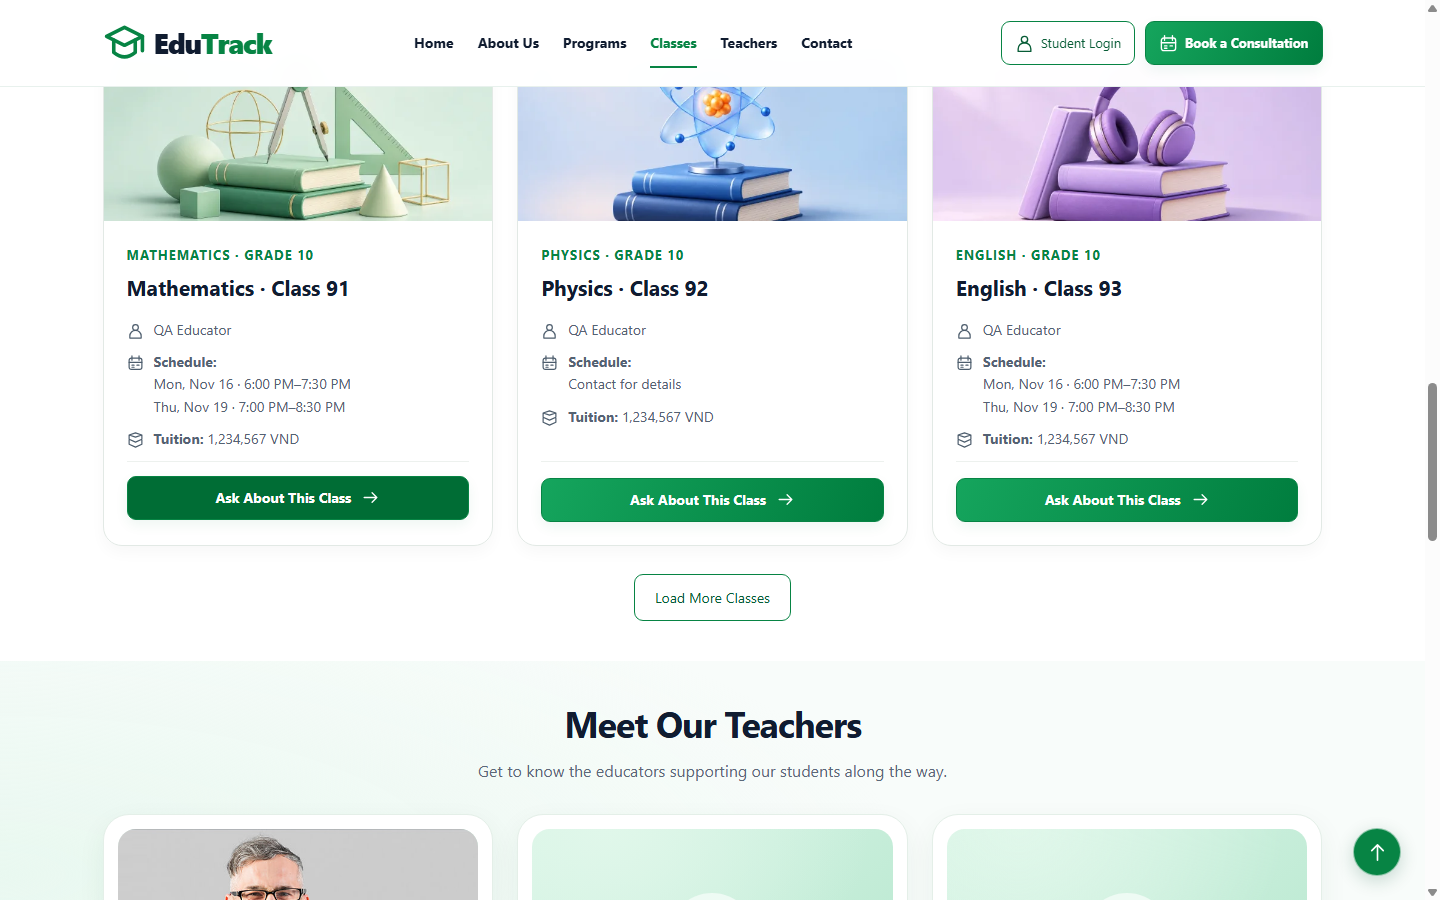 EduTrack
Home About Us Programs Classes Teachers Contact
Student Login
Book a Consultation
MATHEMATICS · GRADE 10
Mathematics · Class 91
QA Educator
Schedule:
Mon, Nov 16 · 6:00 PM–7:30 PM
Thu, Nov 19 · 7:00 PM–8:30 PM
Tuition: 1,234,567 VND
Ask About This Class
PHYSICS · GRADE 10
Physics · Class 92
QA Educator
Schedule:
Contact for details
Tuition: 1,234,567 VND
Ask About This Class
ENGLISH · GRADE 10
English · Class 93
QA Educator
Schedule:
Mon, Nov 16 · 6:00 PM–7:30 PM
Thu, Nov 19 · 7:00 PM–8:30 PM
Tuition: 1,234,567 VND
Ask About This Class
Load More Classes
Meet Our Teachers
Get to know the educators supporting our students along the way.